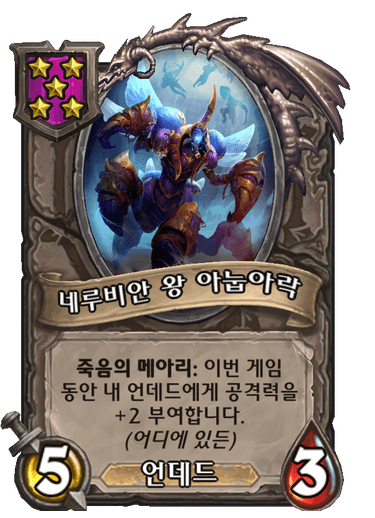 네루비안 왕 아눕아락
죽음의 메아리: 이번 게임
동안 내 언데드에게 공격력을
+2 부여합니다.
(어디에 있든)
5
언데드
3